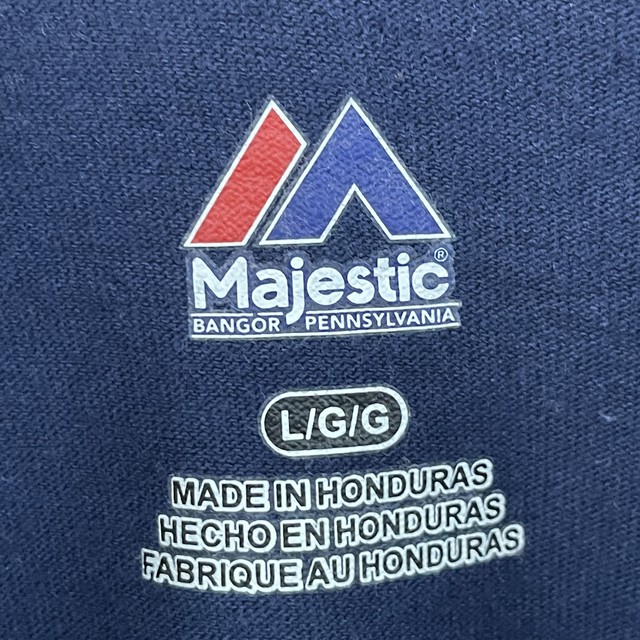 Majestic®
BANGOR PENNSYLVANIA
L/G/G
MADE IN HONDURAS
HECHO EN HONDURAS
FABRIQUE AU HONDURAS